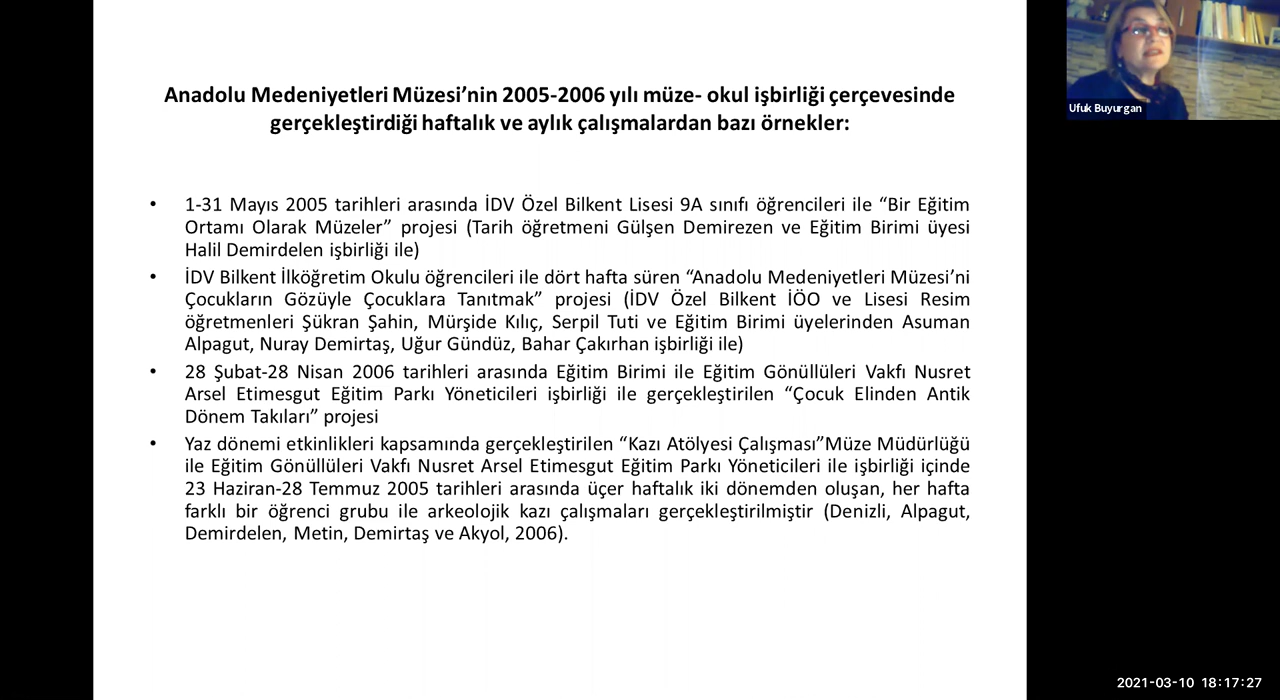 Anadolu Medeniyetleri Müzesi’nin 2005-2006 yılı müze- okul işbirliği çerçevesinde
gerçekleştirdiği haftalık ve aylık çalışmalardan bazı örnekler:
• 1-31 Mayıs 2005 tarihleri arasında İDV Özel Bilkent Lisesi 9A sınıfı öğrencileri ile “Bir Eğitim
Ortamı Olarak Müzeler” projesi (Tarih öğretmeni Gülşen Demirezen ve Eğitim Birimi üyesi
Halil Demirdelen işbirliği ile)
• İDV Bilkent İlköğretim Okulu öğrencileri ile dört hafta süren “Anadolu Medeniyetleri Müzesi’ni
Çocukların Gözüyle Çocuklara Tanıtmak” projesi (İDV Özel Bilkent İÖO ve Lisesi Resim
öğretmenleri Şükran Şahin, Mürşide Kılıç, Serpil Tuti ve Eğitim Birimi üyelerinden Asuman
Alpagut, Nuray Demirtaş, Uğur Gündüz, Bahar Çakırhan işbirliği ile)
• 28 Şubat-28 Nisan 2006 tarihleri arasında Eğitim Birimi ile Eğitim Gönüllüleri Vakfı Nusret
Arsel Etimesgut Eğitim Parkı Yöneticileri işbirliği ile gerçekleştirilen “Çocuk Elinden Antik
Dönem Takıları” projesi
• Yaz dönemi etkinlikleri kapsamında gerçekleştirilen “Kazı Atölyesi Çalışması”Müze Müdürlüğü
ile Eğitim Gönüllüleri Vakfı Nusret Arsel Etimesgut Eğitim Parkı Yöneticileri ile işbirliği içinde
23 Haziran-28 Temmuz 2005 tarihleri arasında üçer haftalık iki dönemden oluşan, her hafta
farklı bir öğrenci grubu ile arkeolojik kazı çalışmaları gerçekleştirilmiştir (Denizli, Alpagut,
Demirdelen, Metin, Demirtaş ve Akyol, 2006).
Ufuk Buyurgan
2021-03-10 18:17:27